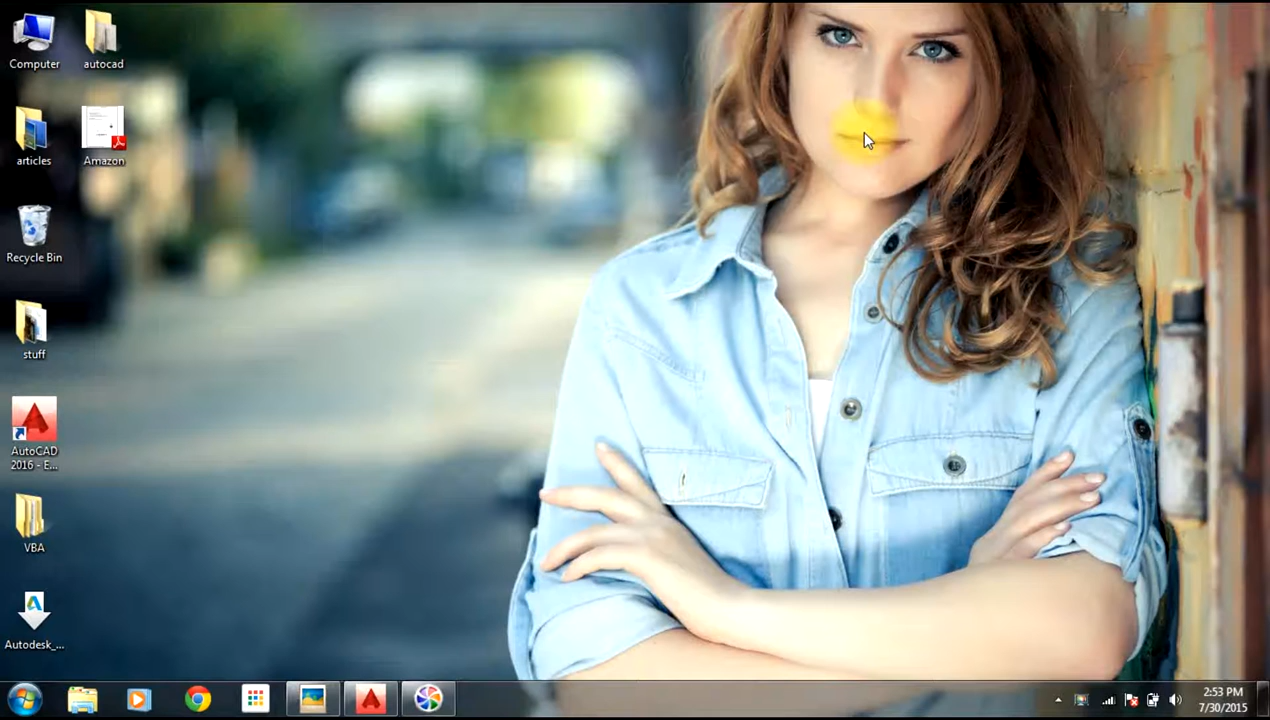 Computer
autocad
articles
Amazon
Recycle Bin
stuff
AutoCAD
2016 - E...
VBA
Autodesk_...
2:53 PM
7/30/2015